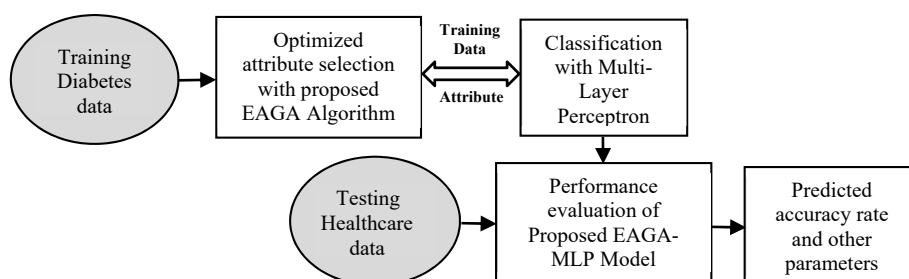 Training
Diabetes
data
Optimized
attribute selection
with proposed
EAGA Algorithm
Training
Data
Attribute
Classification
with Multi-
Layer
Perceptron
Testing
Healthcare
data
Performance
evaluation of
Proposed EAGA-
MLP Model
Predicted
accuracy rate
and other
parameters